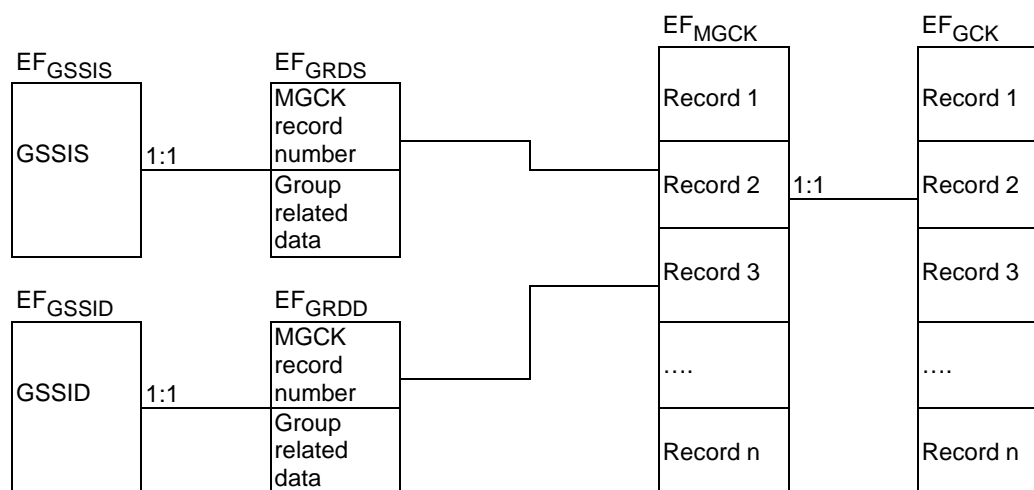 EF_GSSIS
GSSIS
1:1
EF_GRDS
MGCK
record
number
Group
related
data
EF_GSSID
GSSID
1:1
EF_GRDD
MGCK
record
number
Group
related
data
EF_MGCK
Record 1
Record 2
Record 3
....
Record n
1:1
EF_GCK
Record 1
Record 2
Record 3
....
Record n